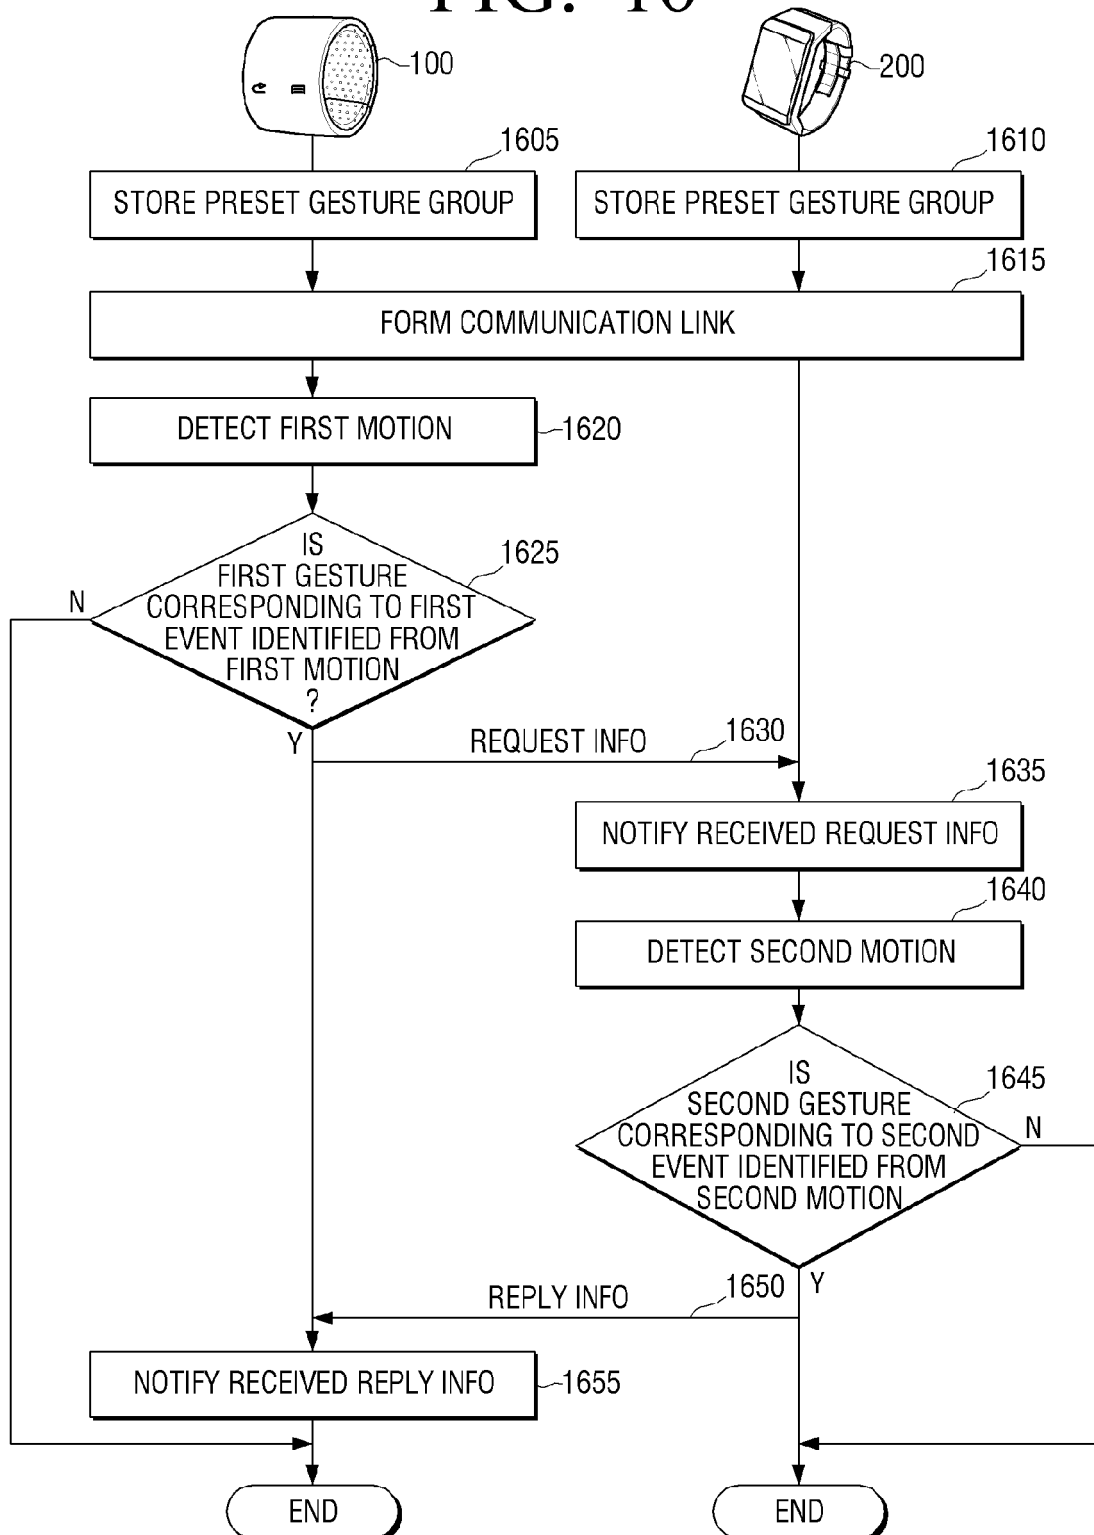 100
200
1605
1610
STORE PRESET GESTURE GROUP
STORE PRESET GESTURE GROUP
1615
FORM COMMUNICATION LINK
DETECT FIRST MOTION
1620
IS
FIRST GESTURE
CORRESPONDING TO FIRST
EVENT IDENTIFIED FROM
FIRST MOTION
?
1625
N
Y
REQUEST INFO
1630
1635
NOTIFY RECEIVED REQUEST INFO
1640
DETECT SECOND MOTION
IS
SECOND GESTURE
CORRESPONDING TO SECOND
EVENT IDENTIFIED FROM
SECOND MOTION
1645
N
Y
REPLY INFO
1650
NOTIFY RECEIVED REPLY INFO
1655
END
END